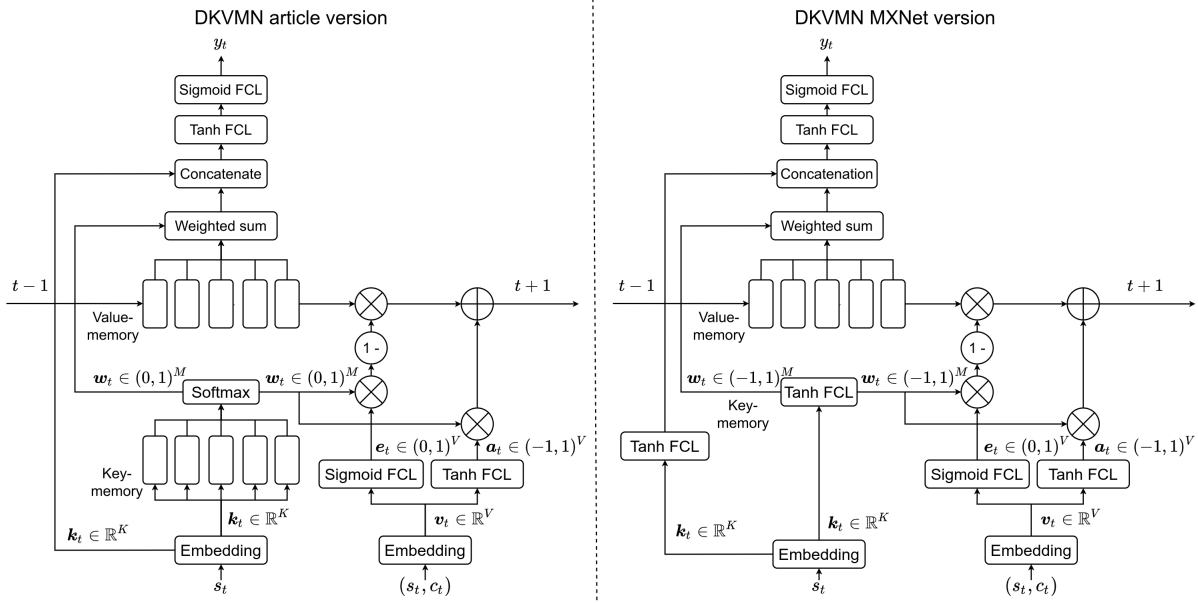 DKVMN article version
y_t
Sigmoid FCL
Tanh FCL
Concatenate
Weighted sum
t − 1
t + 1
Value-
memory
1 -
w_t ∈ (0, 1)^M
Softmax
w_t ∈ (0, 1)^M
e_t ∈ (0, 1)^V
a_t ∈ (−1, 1)^V
Key-
memory
Sigmoid FCL
Tanh FCL
k_t ∈ ℝ^K
k_t ∈ ℝ^K
v_t ∈ ℝ^V
Embedding
Embedding
s_t
(s_t, c_t)
DKVMN MXNet version
y_t
Sigmoid FCL
Tanh FCL
Concatenation
Weighted sum
t − 1
t + 1
Value-
memory
1 -
w_t ∈ (−1, 1)^M
Tanh FCL
w_t ∈ (−1, 1)^M
Key-
memory
Tanh FCL
e_t ∈ (0, 1)^V
a_t ∈ (−1, 1)^V
Sigmoid FCL
Tanh FCL
k_t ∈ ℝ^K
k_t ∈ ℝ^K
v_t ∈ ℝ^V
Embedding
Embedding
s_t
(s_t, c_t)